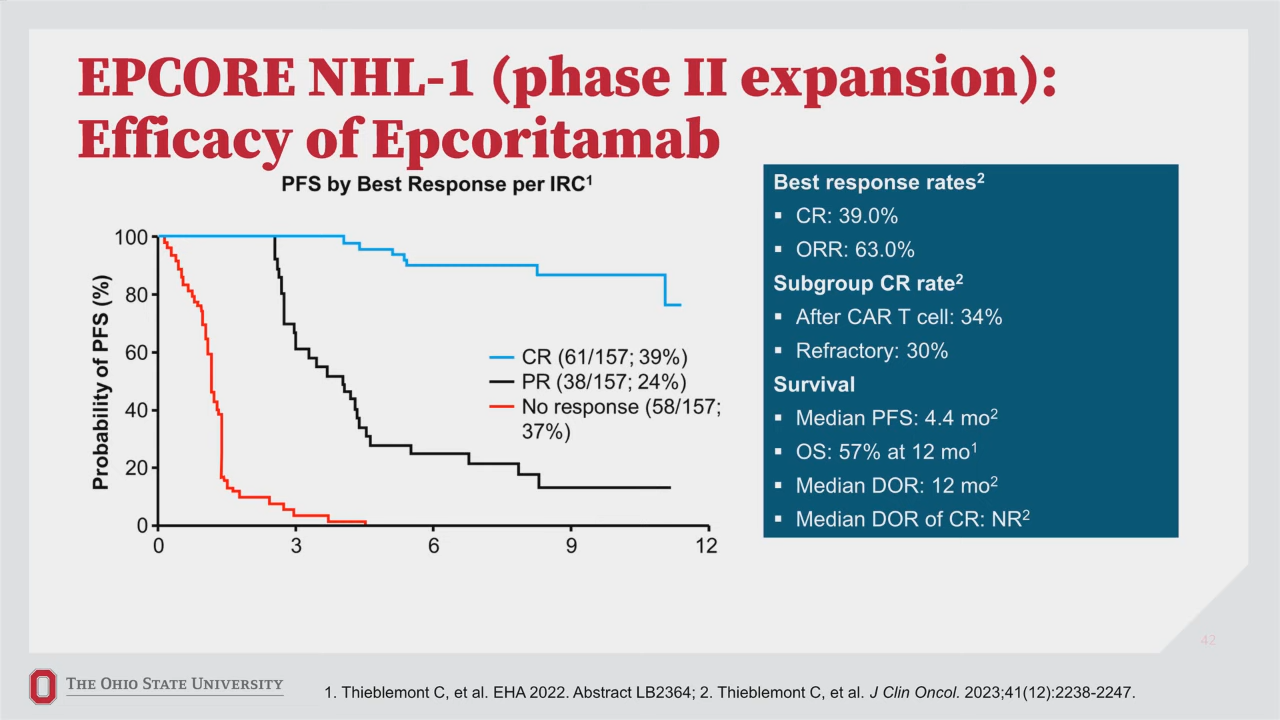 EPCORE NHL-1 (phase II expansion):
Efficacy of Epcoritamab
PFS by Best Response per IRC¹
Probability of PFS (%)
100
80
60
40
20
0
0 3 6 9 12
CR (61/157; 39%)
PR (38/157; 24%)
No response (58/157;
37%)
Best response rates²
▪ CR: 39.0%
▪ ORR: 63.0%
Subgroup CR rate²
▪ After CAR T cell: 34%
▪ Refractory: 30%
Survival
▪ Median PFS: 4.4 mo²
▪ OS: 57% at 12 mo¹
▪ Median DOR: 12 mo²
▪ Median DOR of CR: NR²
42
THE OHIO STATE UNIVERSITY
1. Thieblemont C, et al. EHA 2022. Abstract LB2364; 2. Thieblemont C, et al. J Clin Oncol. 2023;41(12):2238-2247.